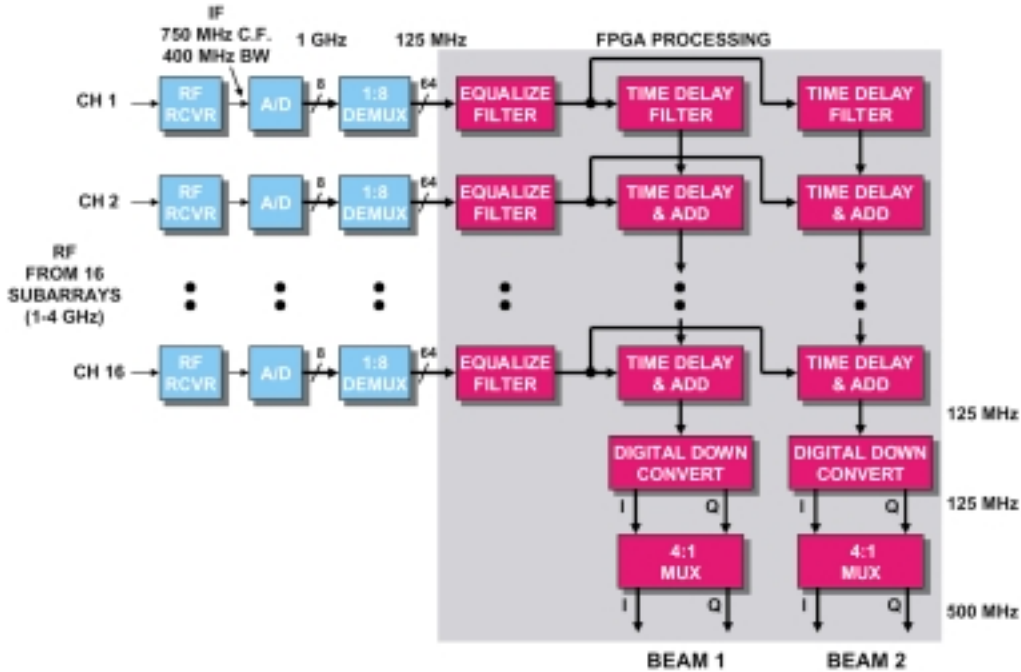 IF
750 MHz C.F.
400 MHz BW
1 GHz
125 MHz
FPGA PROCESSING
CH 1
RF
RCVR
A/D
8
1:8
DEMUX
64
EQUALIZE
FILTER
TIME DELAY
FILTER
TIME DELAY
FILTER
CH 2
RF
RCVR
A/D
8
1:8
DEMUX
64
EQUALIZE
FILTER
TIME DELAY
& ADD
TIME DELAY
& ADD
RF
FROM 16
SUBARRAYS
(1-4 GHz)
CH 16
RF
RCVR
A/D
8
1:8
DEMUX
64
EQUALIZE
FILTER
TIME DELAY
& ADD
TIME DELAY
& ADD
125 MHz
DIGITAL DOWN
CONVERT
DIGITAL DOWN
CONVERT
I
Q
I
Q
125 MHz
4:1
MUX
4:1
MUX
I
Q
I
Q
500 MHz
BEAM 1
BEAM 2